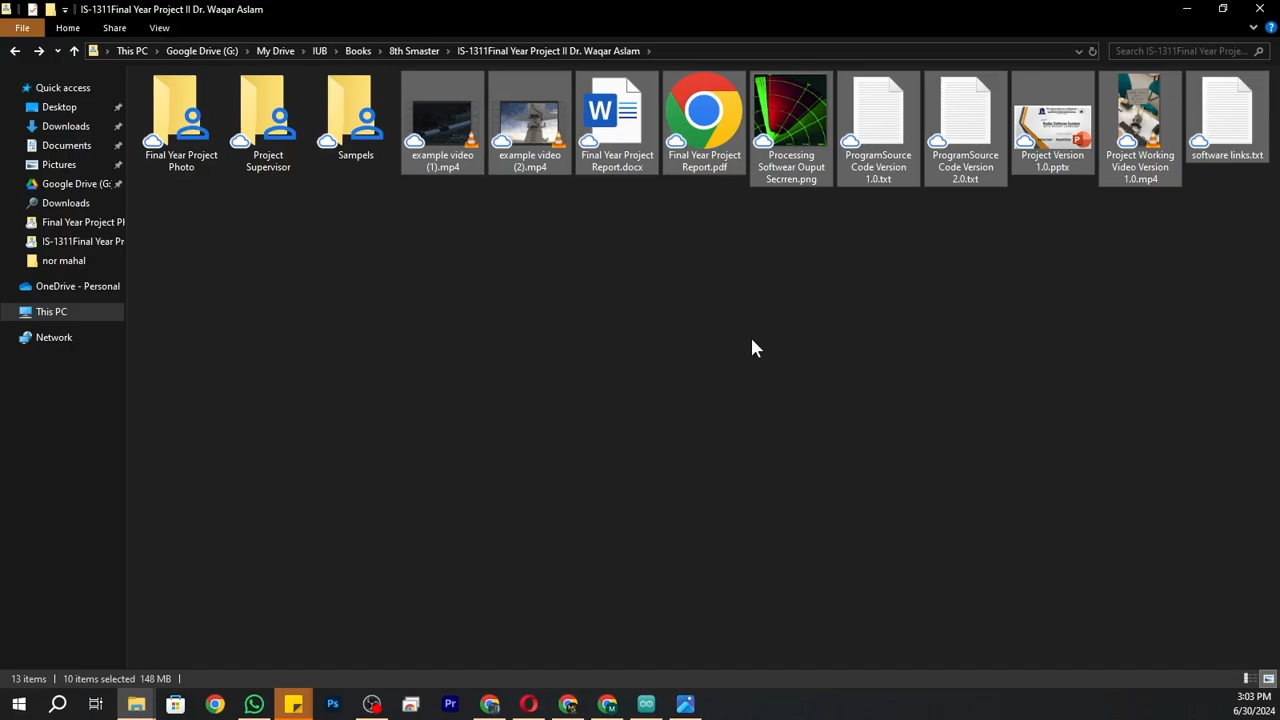 IS-1311Final Year Project II Dr. Waqar Aslam
File
Home
Share
View
This PC
Google Drive (G:)
My Drive
IUB
Books
8th Smaster
IS-1311Final Year Project II Dr. Waqar Aslam
Search IS-1311Final Year Proje...
Quick access
Desktop
Downloads
Documents
Pictures
Google Drive (G:
Downloads
Final Year Project Ph
IS-1311Final Year Pr
nor mahal
OneDrive - Personal
This PC
Network
Final Year Project
Photo
Project
Supervisor
Sampels
example video
(1).mp4
example video
(2).mp4
Final Year Project
Report.docx
Final Year Project
Report.pdf
Processing
Softwear Ouput
Secrren.png
ProgramSource
Code Version
1.0.txt
ProgramSource
Code Version
2.0.txt
Radar Defense System
Project Version
1.0.pptx
Project Working
Video Version
1.0.mp4
software links.txt
13 items
10 items selected 148 MB
3:03 PM
6/30/2024